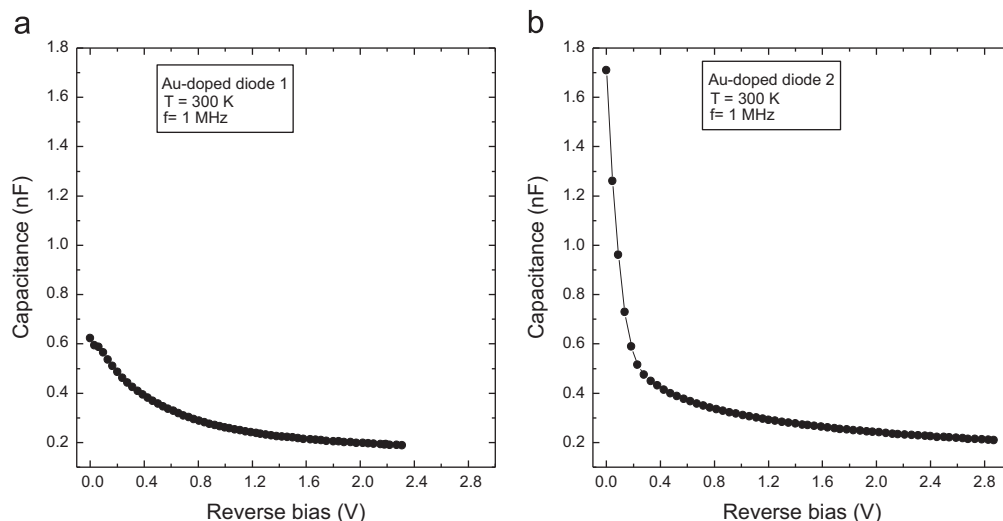 a
1.8
1.6
1.4
1.2
1.0
0.8
0.6
0.4
0.2
Capacitance (nF)
Au-doped diode 1
T = 300 K
f= 1 MHz
0.0 0.4 0.8 1.2 1.6 2.0 2.4 2.8
Reverse bias (V)
b
1.8
1.6
1.4
1.2
1.0
0.8
0.6
0.4
0.2
Capacitance (nF)
Au-doped diode 2
T = 300 K
f= 1 MHz
0.0 0.4 0.8 1.2 1.6 2.0 2.4 2.8
Reverse bias (V)